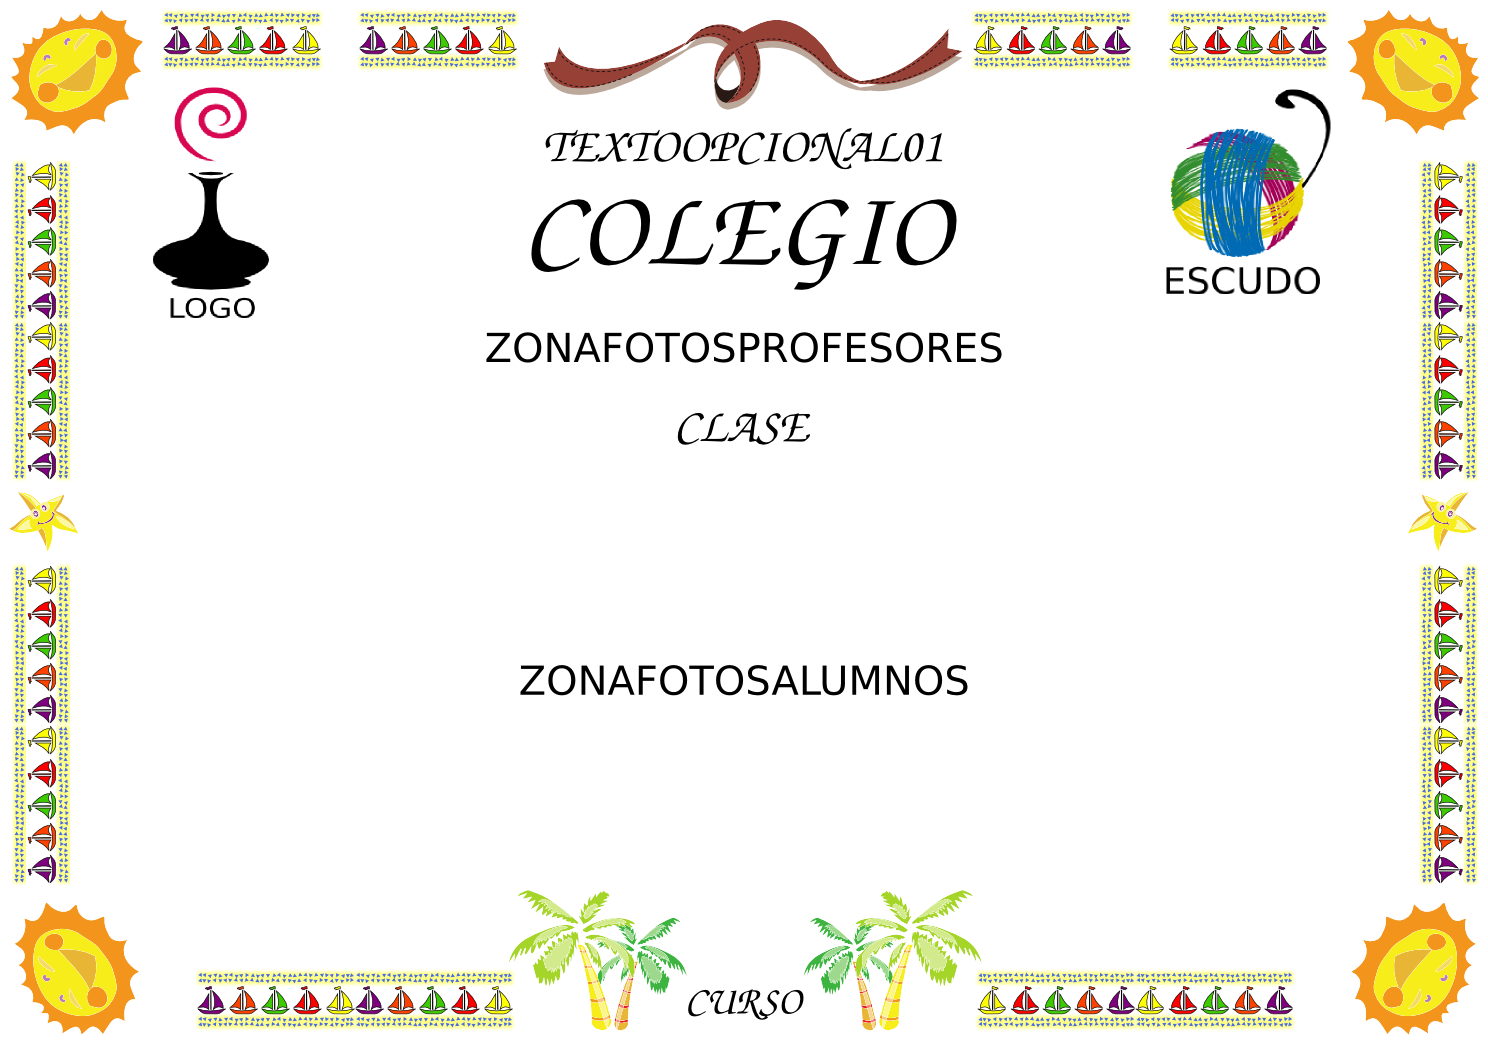 TEXTOOPCIONAL01
COLEGIO
LOGO
ESCUDO
ZONAFOTOSPROFESORES
CLASE
ZONAFOTOSALUMNOS
CURSO